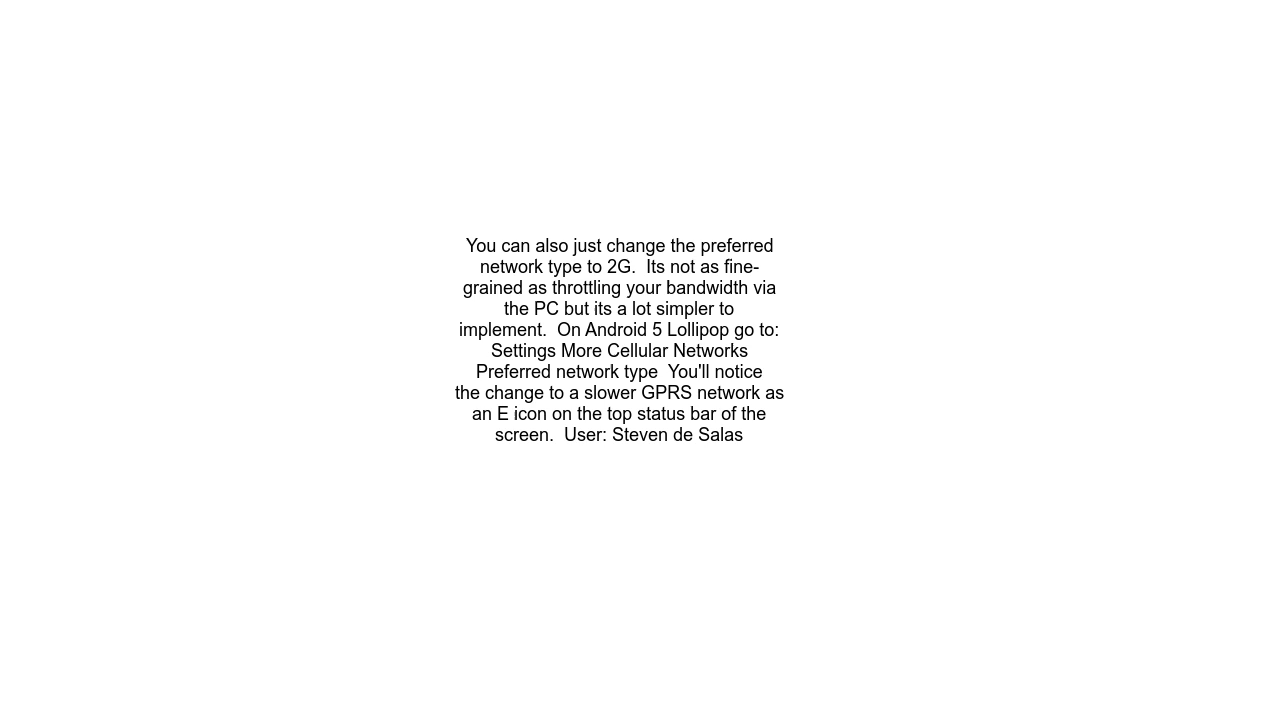 You can also just change the preferred
network type to 2G.  Its not as fine-
grained as throttling your bandwidth via
the PC but its a lot simpler to
implement.  On Android 5 Lollipop go to:
Settings More Cellular Networks
Preferred network type  You'll notice
the change to a slower GPRS network as
an E icon on the top status bar of the
screen.  User: Steven de Salas